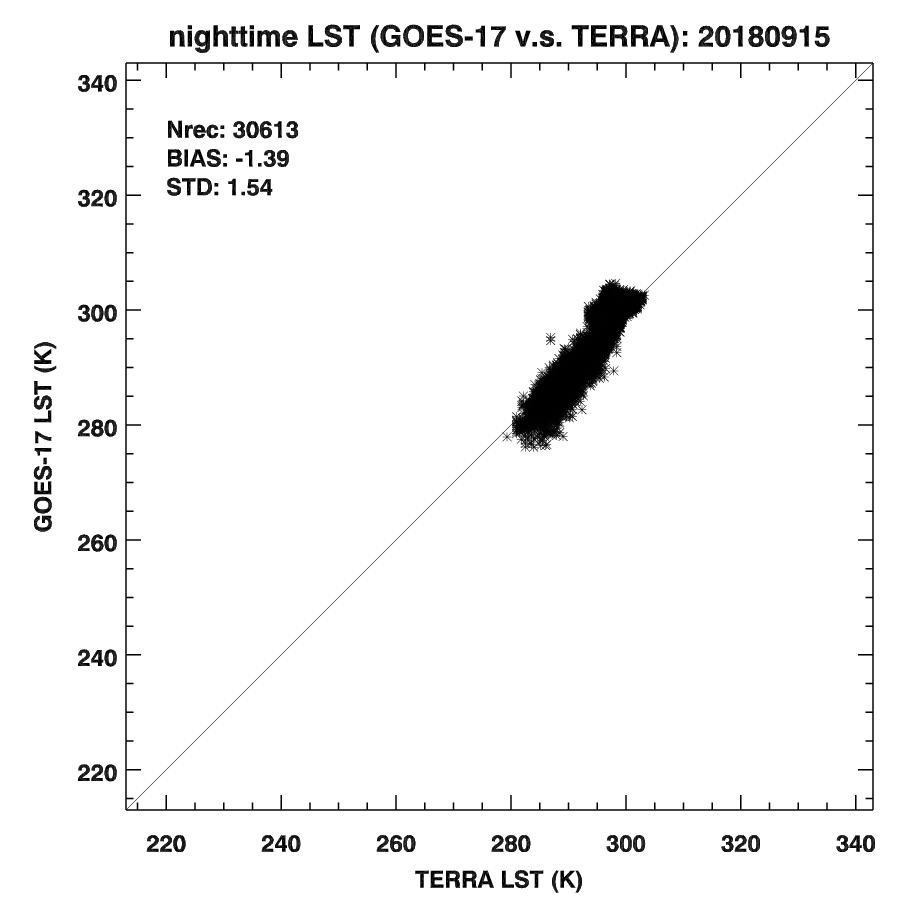 nighttime LST (GOES-17 v.s. TERRA): 20180915
Nrec: 30613
BIAS: -1.39
STD: 1.54
340
320
300
280
260
240
220
GOES-17 LST (K)
220 240 260 280 300 320 340
TERRA LST (K)